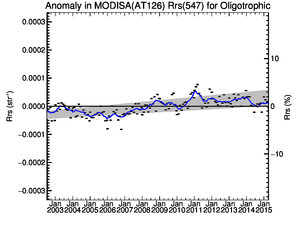 Anomaly in MODISA(AT126) Rrs(547) for Oligotrophic
0.0003
0.0002
0.0001
0.0000
-0.0001
-0.0002
-0.0003
Rrs (str⁻¹)
10
0
-10
Rrs (%)
Jan Jan Jan Jan Jan Jan Jan Jan Jan Jan Jan Jan Jan
2003 2004 2005 2006 2007 2008 2009 2010 2011 2012 2013 2014 2015